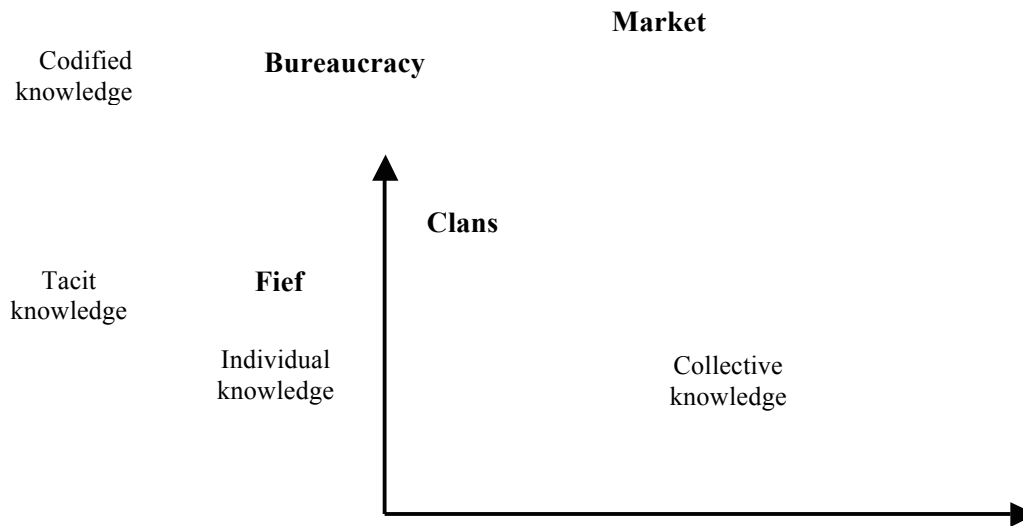 Market
Codified
knowledge
Bureaucracy
Clans
Tacit
knowledge
Fief
Individual
knowledge
Collective
knowledge